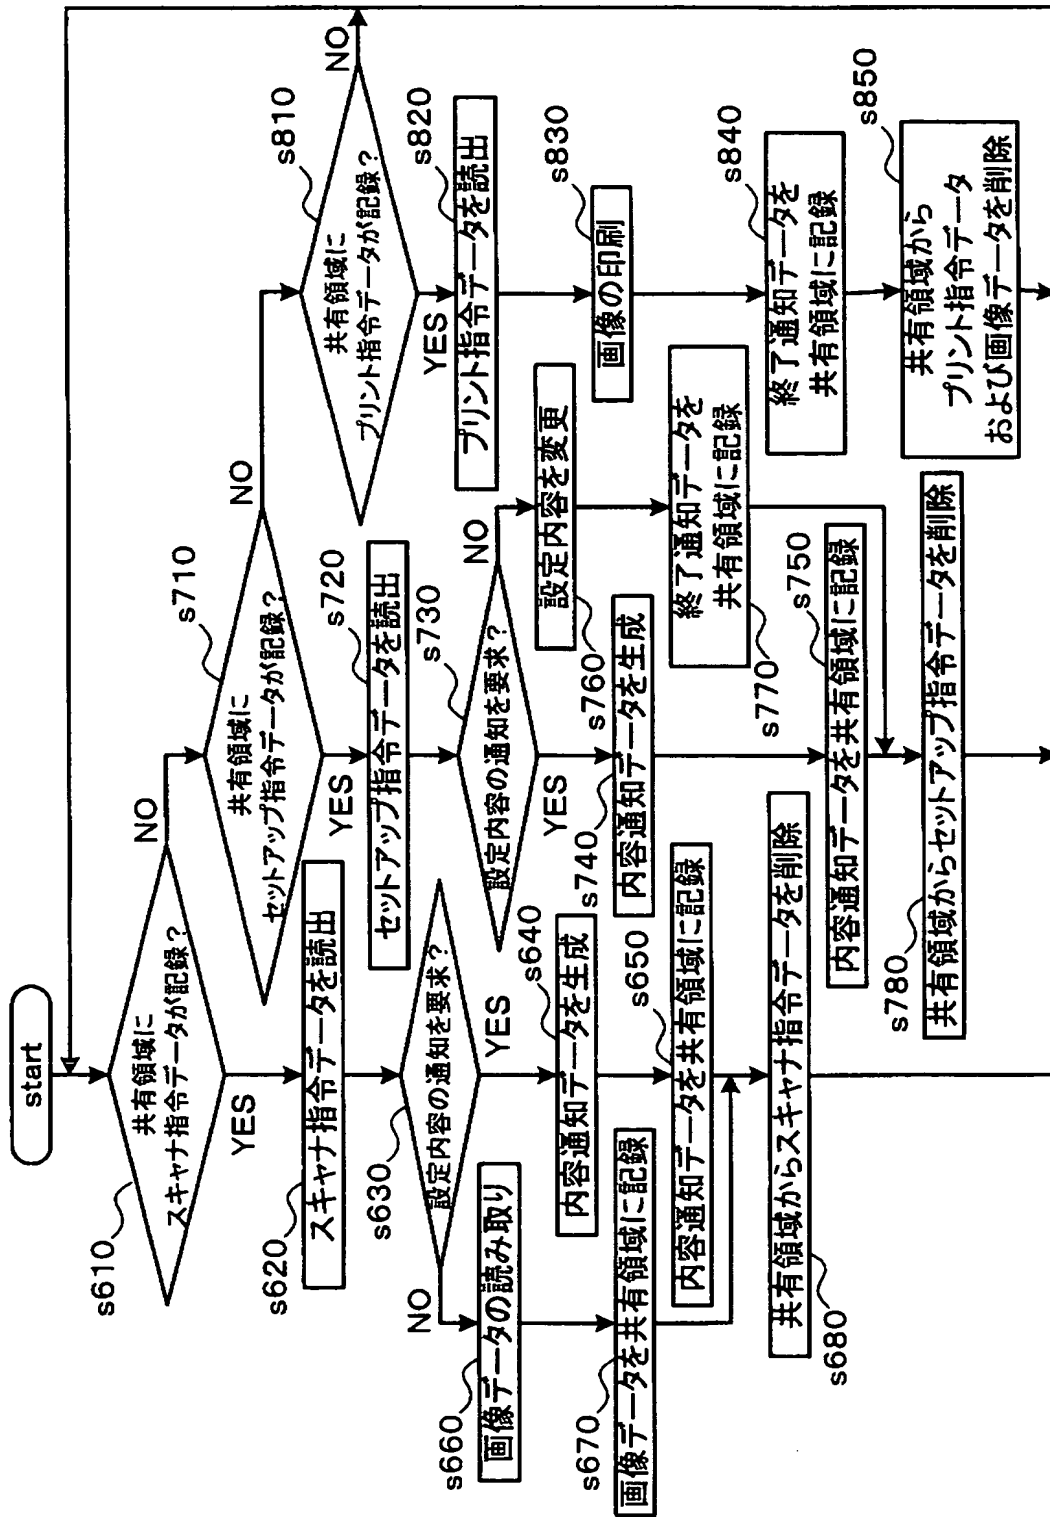 start
共有領域に
スキャナ指令データが記録？
s610
NO
YES
スキャナ指令データを読出
s620
設定内容の通知を要求？
s630
NO
YES
内容通知データを生成
s640
内容通知データを共有領域に記録
s650
画像データの読み取り
s660
画像データを共有領域に記録
s670
共有領域からスキャナ指令データを削除
s680
共有領域に
セットアップ指令データが記録？
s710
NO
YES
セットアップ指令データを読出
s720
設定内容の通知を要求？
s730
NO
YES
内容通知データを生成
s740
内容通知データを共有領域に記録
s750
設定内容を変更
s760
終了通知データを
共有領域に記録
s770
共有領域からセットアップ指令データを削除
s780
共有領域に
プリント指令データが記録？
s810
NO
YES
プリント指令データを読出
s820
画像の印刷
s830
終了通知データを
共有領域に記録
s840
共有領域から
プリント指令データ
および画像データを削除
s850